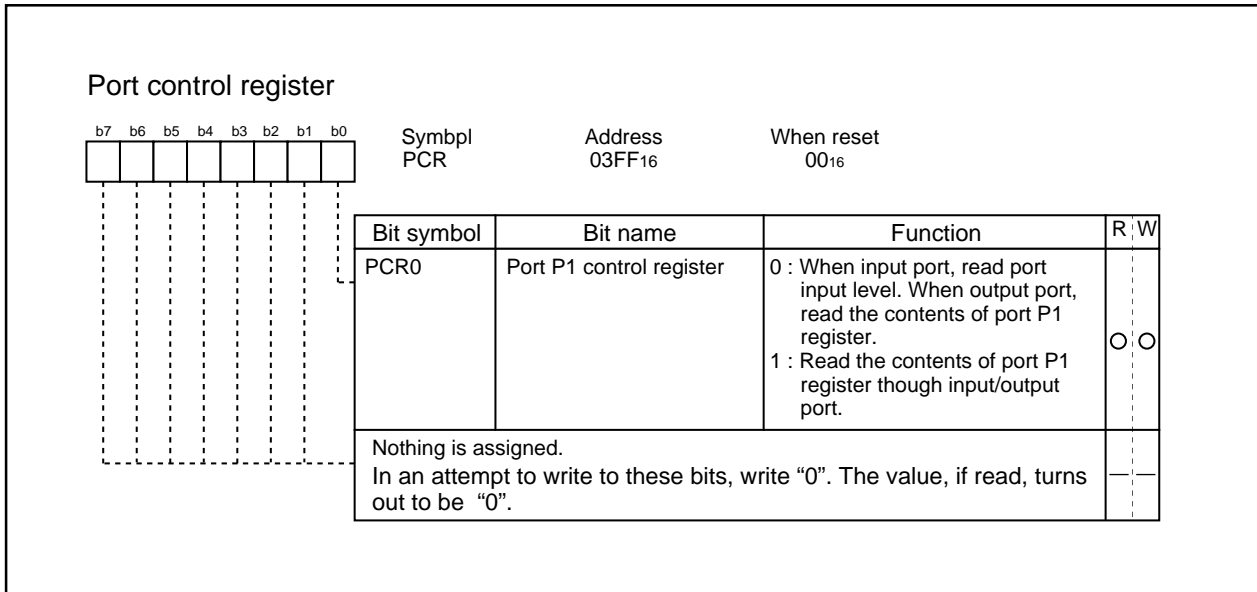 Port control register
b7 b6 b5 b4 b3 b2 b1 b0
Symbpl Address When reset
PCR 03FF16 0016
Bit symbol Bit name Function R W
PCR0 Port P1 control register 0 : When input port, read port
input level. When output port,
read the contents of port P1
register.
1 : Read the contents of port P1
register though input/output
port.
Nothing is assigned.
In an attempt to write to these bits, write “0”. The value, if read, turns
out to be “0”.